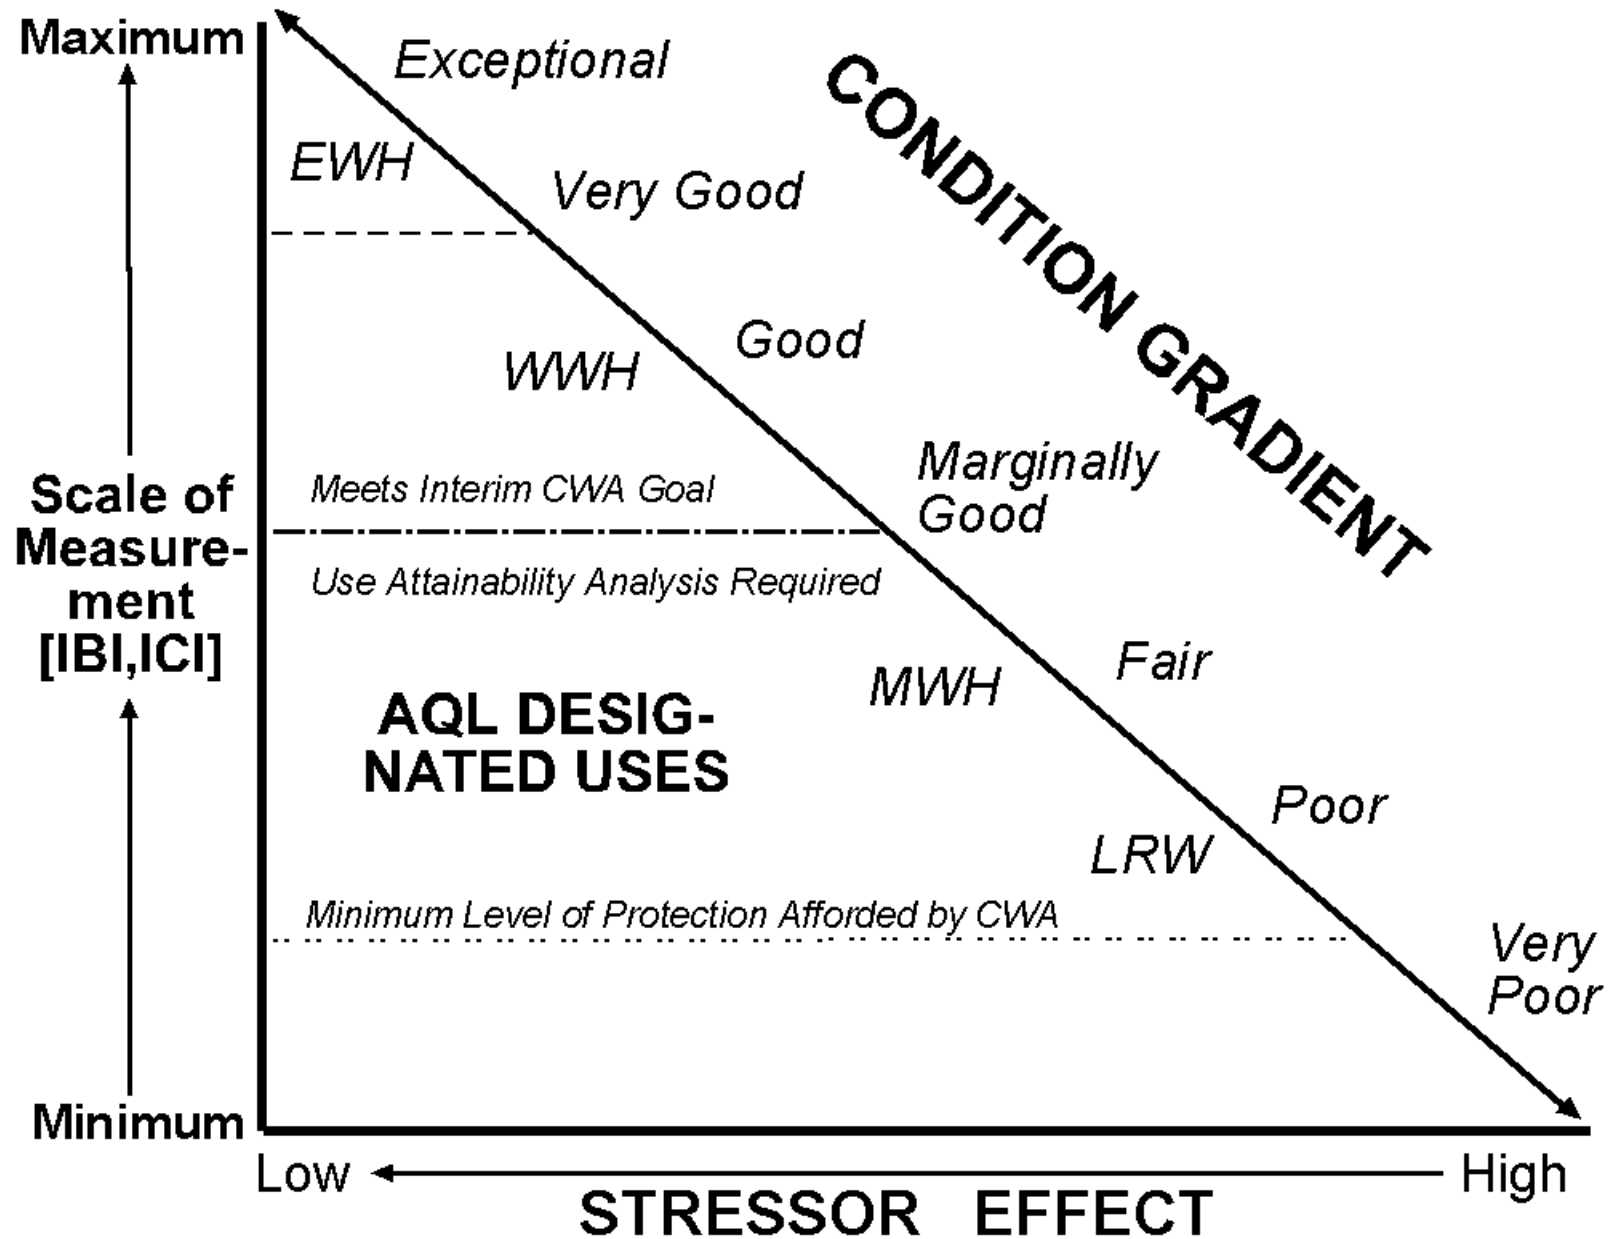 Maximum
Exceptional
CONDITION GRADIENT
EWH
Very Good
Good
WWH
Marginally
Good
Meets Interim CWA Goal
Scale of
Measure-
ment
[IBI,ICI]
Use Attainability Analysis Required
Fair
MWH
AQL DESIG-
NATED USES
Poor
LRW
Minimum Level of Protection Afforded by CWA
Very
Poor
Minimum
Low
High
STRESSOR EFFECT